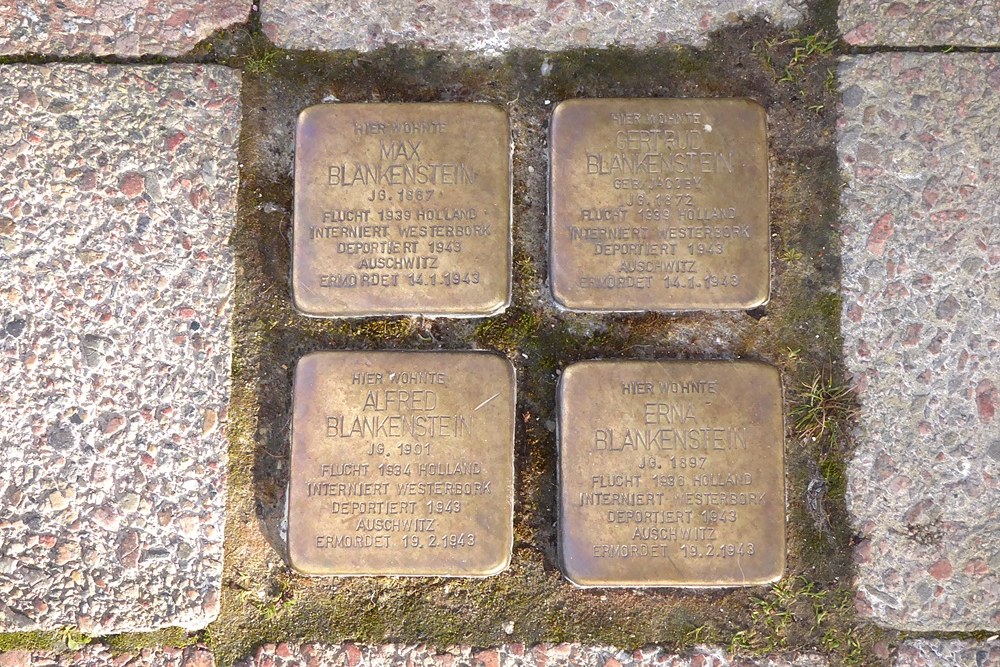 HIER WOHNTE
MAX
BLANKENSTEIN
JG. 1867
FLUCHT 1939 HOLLAND
INTERNIERT WESTERBORK
DEPORTIERT 1943
AUSCHWITZ
ERMORDET 14.1.1943
HIER WOHNTE
GERTRUD
BLANKENSTEIN
GEB. JACOBY
JG. 1872
FLUCHT 1939 HOLLAND
INTERNIERT WESTERBORK
DEPORTIERT 1943
AUSCHWITZ
ERMORDET 14.1.1943
HIER WOHNTE
ALFRED
BLANKENSTEIN
JG. 1901
FLUCHT 1934 HOLLAND
INTERNIERT WESTERBORK
DEPORTIERT 1943
AUSCHWITZ
ERMORDET 19.2.1943
HIER WOHNTE
ERNA
BLANKENSTEIN
JG. 1897
FLUCHT 1936 HOLLAND
INTERNIERT WESTERBORK
DEPORTIERT 1943
AUSCHWITZ
ERMORDET 19.2.1943